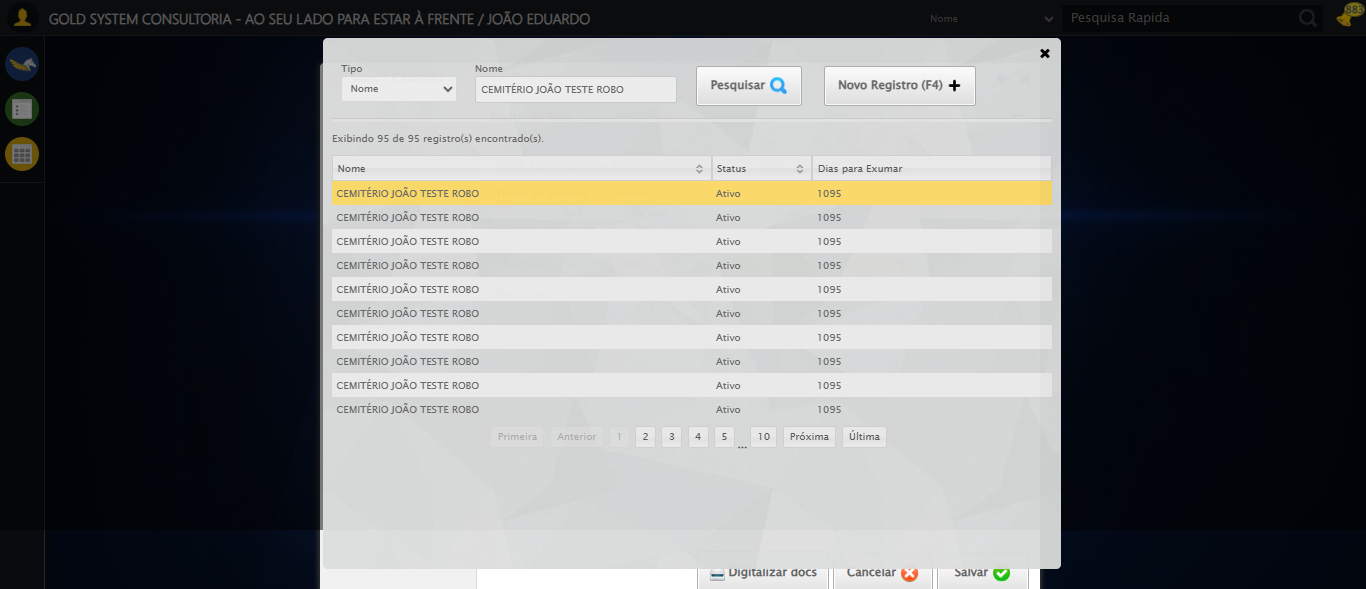 GOLD SYSTEM CONSULTORIA - AO SEU LADO PARA ESTAR À FRENTE / JOÃO EDUARDO
Nome
Pesquisa Rapida
883
Tipo
Nome
Nome
CEMITÉRIO JOÃO TESTE ROBO
Pesquisar
Novo Registro (F4)
Exibindo 95 de 95 registro(s) encontrado(s).
Nome Status Dias para Exumar
CEMITÉRIO JOÃO TESTE ROBO Ativo 1095
CEMITÉRIO JOÃO TESTE ROBO Ativo 1095
CEMITÉRIO JOÃO TESTE ROBO Ativo 1095
CEMITÉRIO JOÃO TESTE ROBO Ativo 1095
CEMITÉRIO JOÃO TESTE ROBO Ativo 1095
CEMITÉRIO JOÃO TESTE ROBO Ativo 1095
CEMITÉRIO JOÃO TESTE ROBO Ativo 1095
CEMITÉRIO JOÃO TESTE ROBO Ativo 1095
CEMITÉRIO JOÃO TESTE ROBO Ativo 1095
CEMITÉRIO JOÃO TESTE ROBO Ativo 1095
Primeira Anterior 1 2 3 4 5 ... 10 Próxima Última
Digitalizar docs Cancelar Salvar